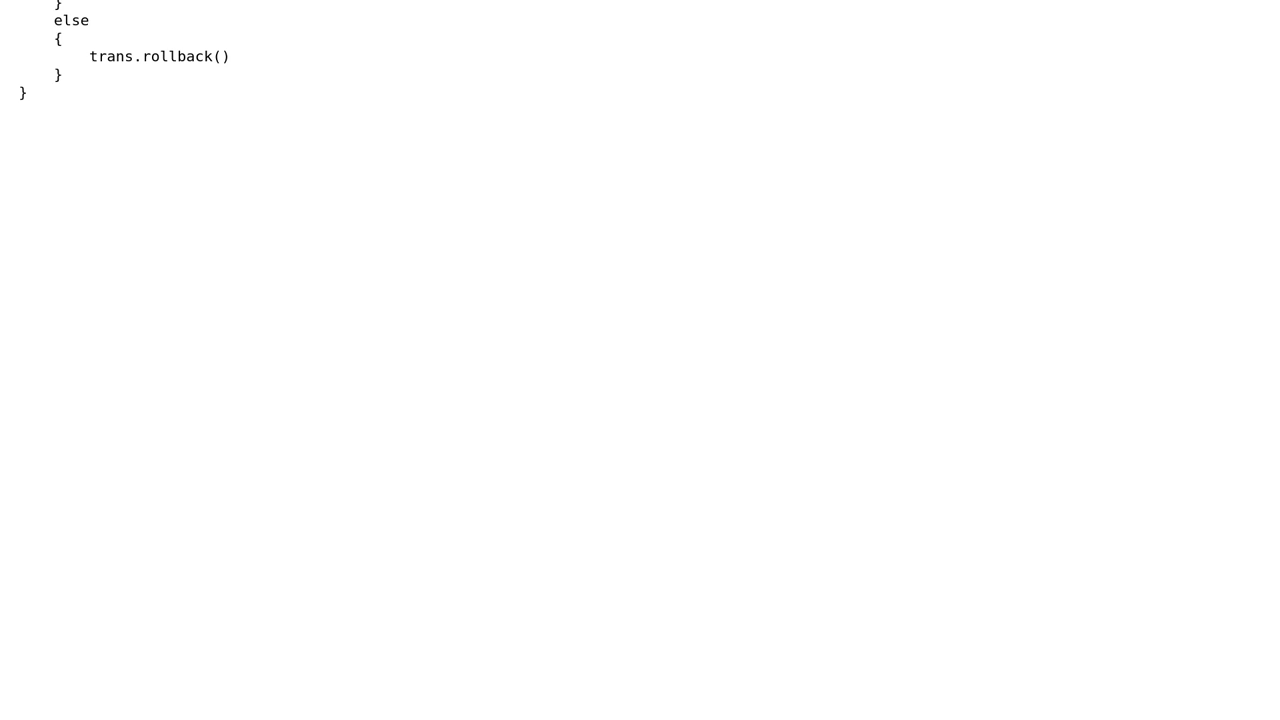 }
    else
    {
        trans.rollback()
    }
}